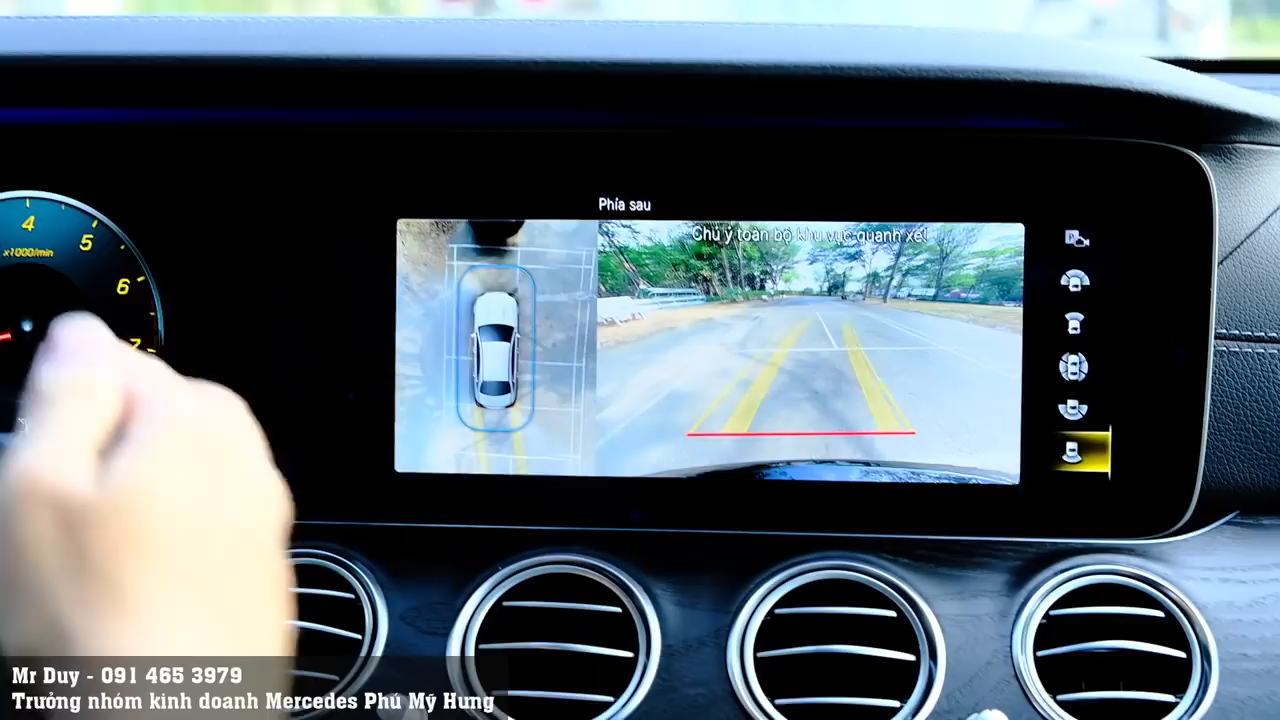 Phía sau
Chú ý toàn bộ khu vực quanh xe!
4
5
x1000/min
6
7
Mr Duy - 091 465 3979
Trưởng nhóm kinh doanh Mercedes Phú Mỹ Hưng